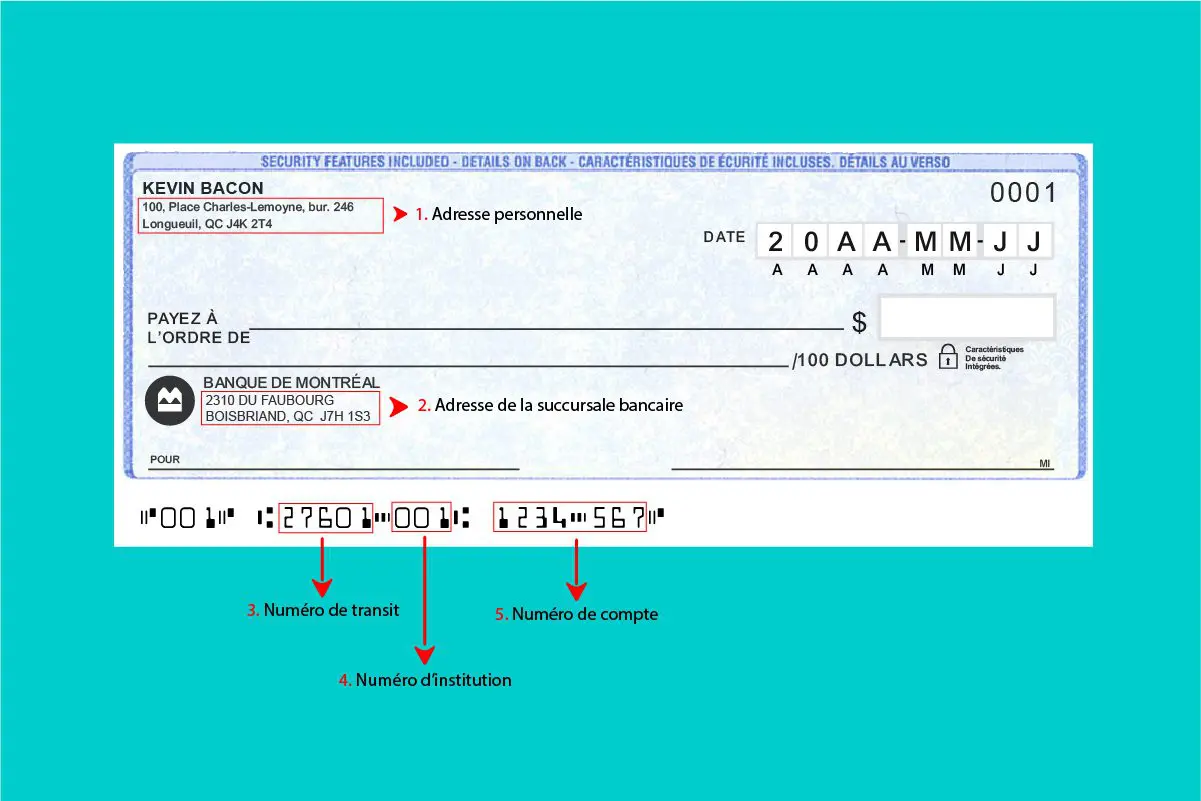 SECURITY FEATURES INCLUDED - DETAILS ON BACK - CARACTÉRISTIQUES DE ÉCURITÉ INCLUSES. DÉTAILS AU VERSO
KEVIN BACON
0001
100, Place Charles-Lemoyne, bur. 246
Longueuil, QC J4K 2T4
1. Adresse personnelle
DATE 20AA-MM-JJ
A A A A M M J J
PAYEZ À
L'ORDRE DE
$
/100 DOLLARS
Caractéristiques
De sécurité
Intégrées.
BANQUE DE MONTRÉAL
2310 DU FAUBOURG
BOISBRIAND, QC J7H 1S3
2. Adresse de la succursale bancaire
POUR
MI
⑈001⑈ ⑆27601⑉001⑆ 1234⑉567⑈
3. Numéro de transit
5. Numéro de compte
4. Numéro d'institution